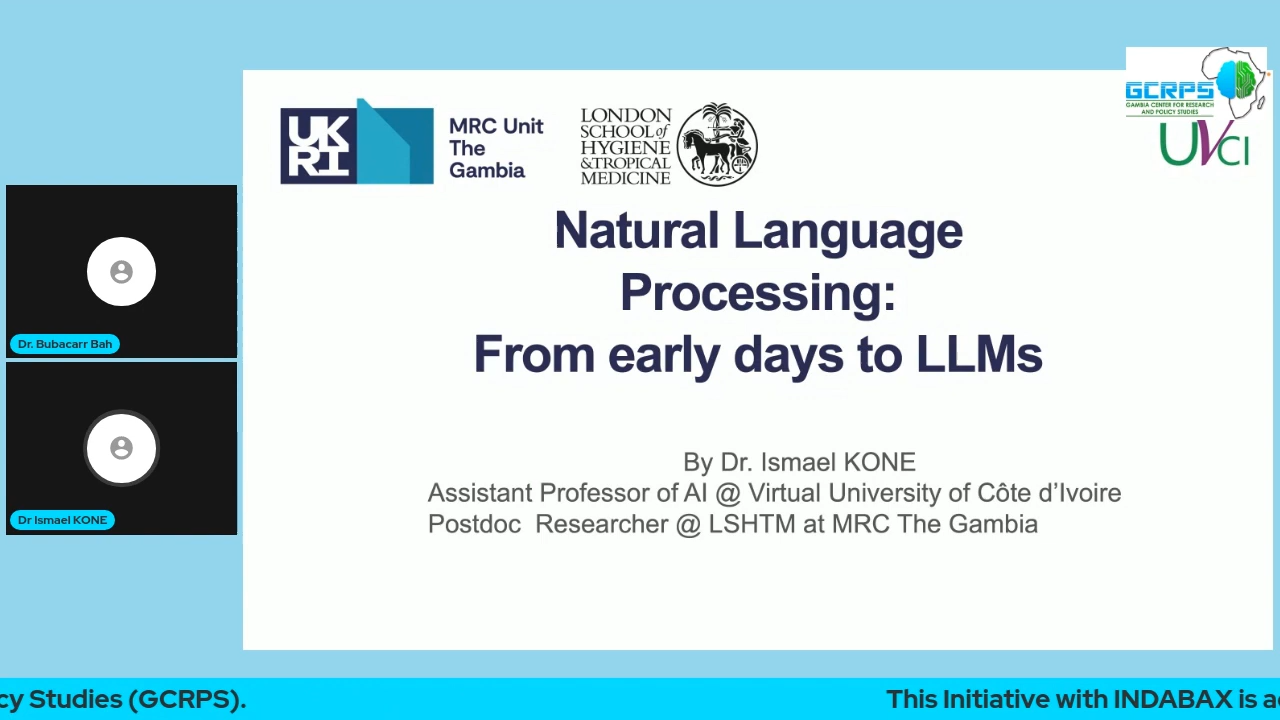 GCRPS
GAMBIA CENTER FOR RESEARCH
AND POLICY STUDIES
UVCI
UK
RI
MRC Unit
The
Gambia
LONDON
SCHOOL of
HYGIENE
& TROPICAL
MEDICINE
Natural Language
Processing:
From early days to LLMs
By Dr. Ismael KONE
Assistant Professor of AI @ Virtual University of Côte d’Ivoire
Postdoc Researcher @ LSHTM at MRC The Gambia
Dr. Bubacarr Bah
Dr Ismael KONE
cy Studies (GCRPS).
This Initiative with INDABAX is a